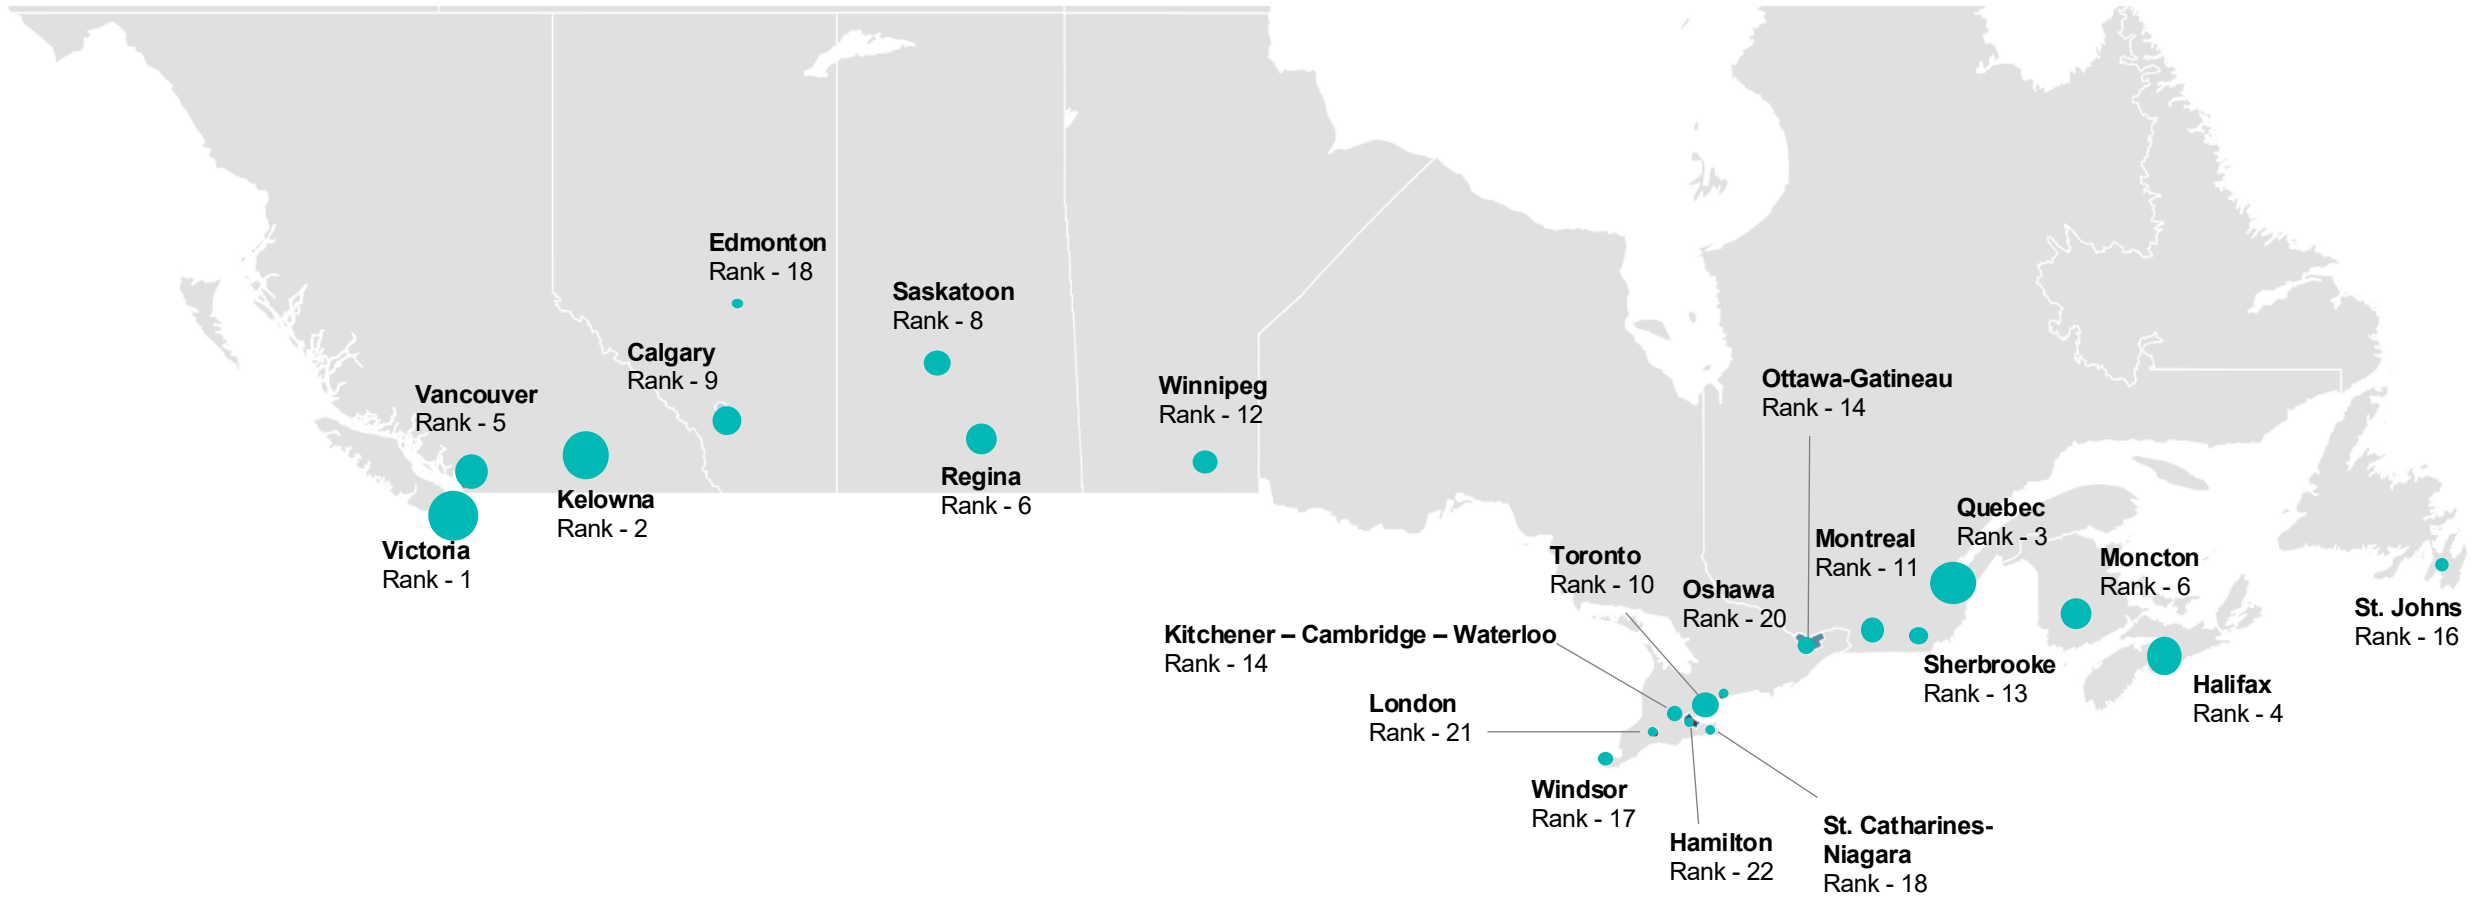 Edmonton
Rank - 18
Saskatoon
Rank - 8
Calgary
Rank - 9
Vancouver
Rank - 5
Winnipeg
Rank - 12
Ottawa-Gatineau
Rank - 14
Regina
Rank - 6
Kelowna
Rank - 2
Victoria
Rank - 1
Quebec
Rank - 3
Montreal
Rank - 11
Moncton
Rank - 6
Toronto
Rank - 10
Oshawa
Rank - 20
St. Johns
Rank - 16
Kitchener – Cambridge – Waterloo
Rank - 14
Sherbrooke
Rank - 13
Halifax
Rank - 4
London
Rank - 21
Windsor
Rank - 17
Hamilton
Rank - 22
St. Catharines-
Niagara
Rank - 18